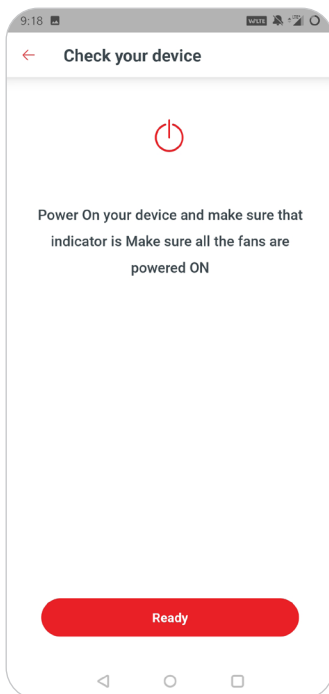 9:18 VoLTE
Check your device
Power On your device and make sure that
indicator is Make sure all the fans are
powered ON
Ready